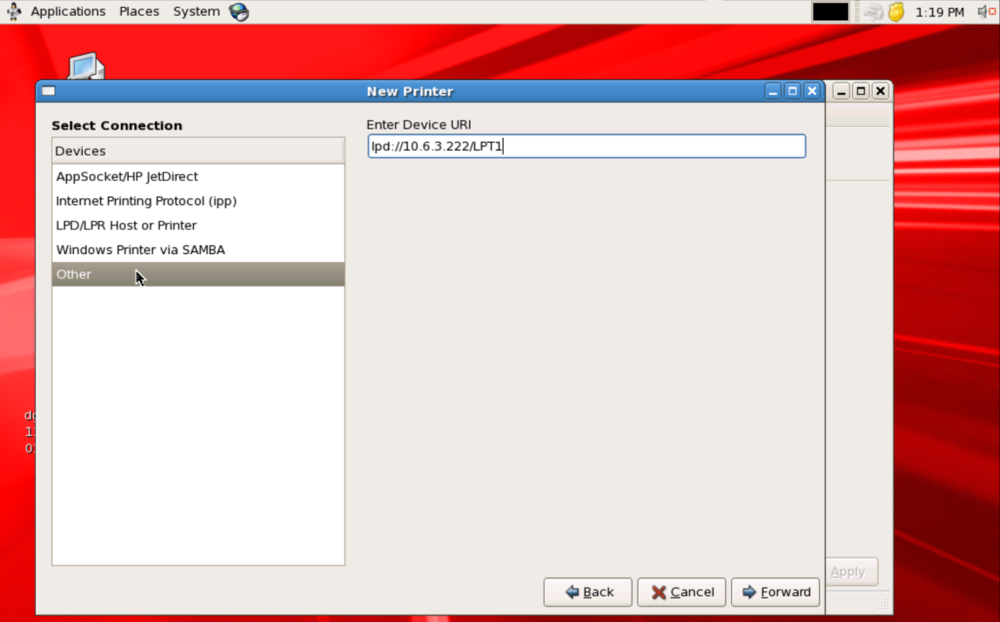 Applications Places System 1:19 PM
New Printer
Select Connection
Enter Device URI
Devices
lpd://10.6.3.222/LPT1
AppSocket/HP JetDirect
Internet Printing Protocol (ipp)
LPD/LPR Host or Printer
Windows Printer via SAMBA
Other
Apply
Back Cancel Forward